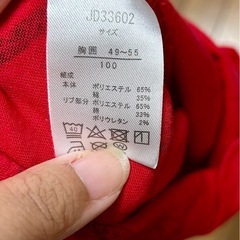 JD33602
サイズ
胸囲 49~55
100
組成
本体 ポリエステル 65%
綿 35%
リブ部分 ポリエステル 65%
綿 33%
ポリウレタン 2%
40